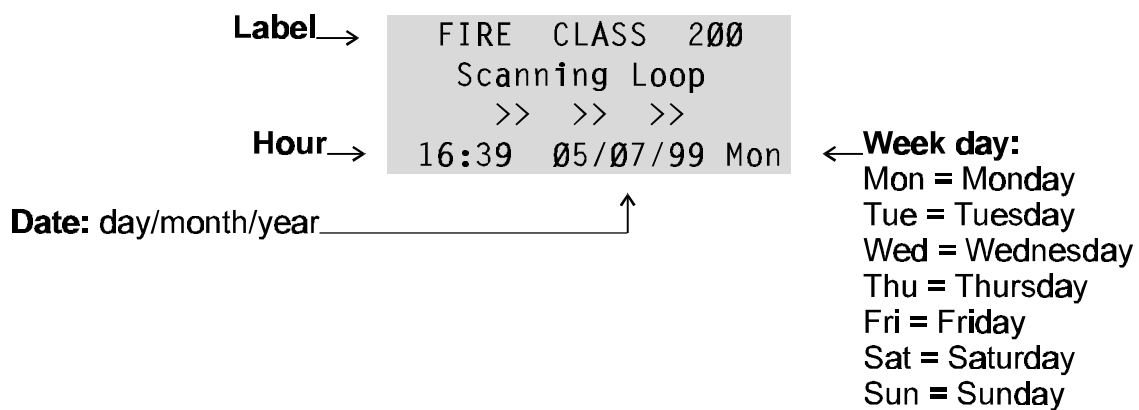 Label
FIRE CLASS 2ØØ
Scanning Loop
>> >> >>
Hour
16:39 Ø5/Ø7/99 Mon
Week day:
Mon = Monday
Tue = Tuesday
Wed = Wednesday
Thu = Thursday
Fri = Friday
Sat = Saturday
Sun = Sunday
Date: day/month/year